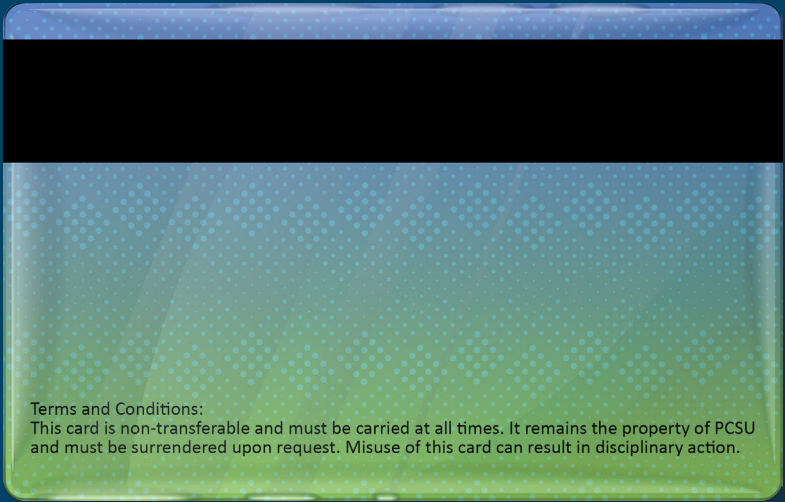 Terms and Conditions:
This card is non-transferable and must be carried at all times. It remains the property of PCSU
and must be surrendered upon request. Misuse of this card can result in disciplinary action.